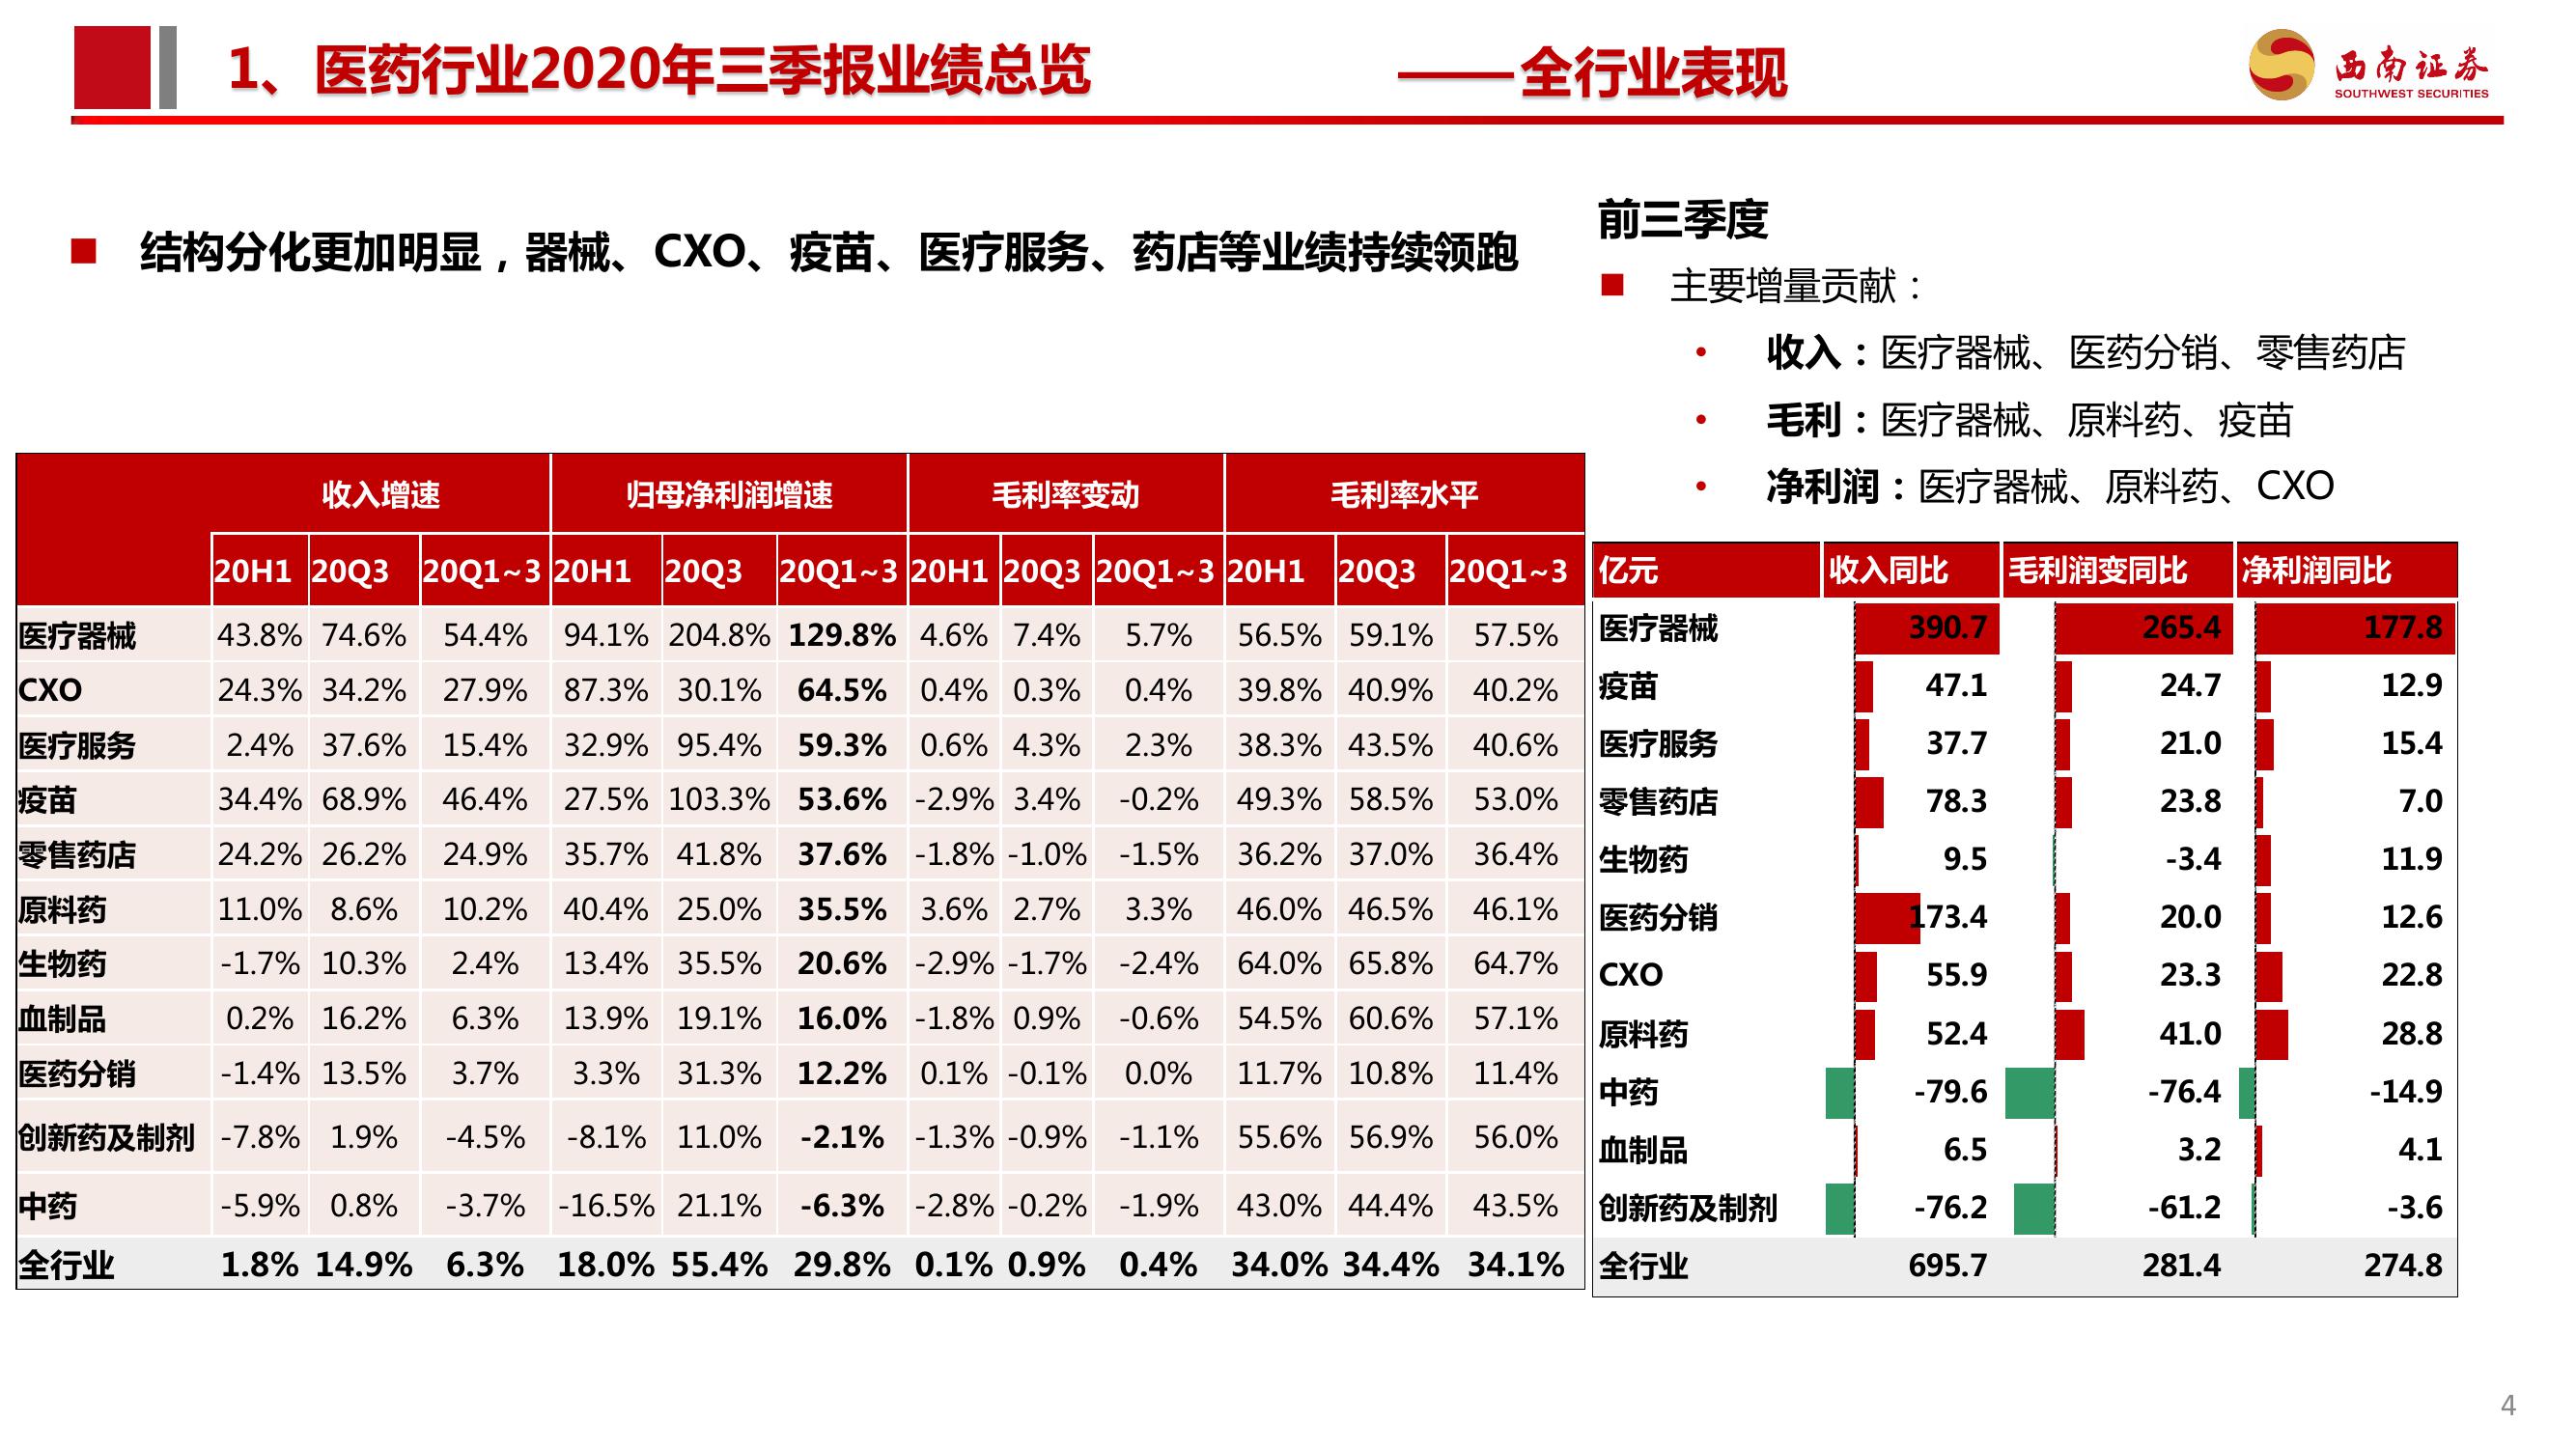 1、医药行业2020年三季报业绩总览 ——全行业表现
西南证券
SOUTHWEST SECURITIES
■ 结构分化更加明显，器械、CXO、疫苗、医疗服务、药店等业绩持续领跑
前三季度
■ 主要增量贡献：
• 收入：医疗器械、医药分销、零售药店
• 毛利：医疗器械、原料药、疫苗
• 净利润：医疗器械、原料药、CXO
收入增速 归母净利润增速 毛利率变动 毛利率水平
20H1 20Q3 20Q1~3 20H1 20Q3 20Q1~3 20H1 20Q3 20Q1~3 20H1 20Q3 20Q1~3
医疗器械 43.8% 74.6% 54.4% 94.1% 204.8% 129.8% 4.6% 7.4% 5.7% 56.5% 59.1% 57.5%
CXO 24.3% 34.2% 27.9% 87.3% 30.1% 64.5% 0.4% 0.3% 0.4% 39.8% 40.9% 40.2%
医疗服务 2.4% 37.6% 15.4% 32.9% 95.4% 59.3% 0.6% 4.3% 2.3% 38.3% 43.5% 40.6%
疫苗 34.4% 68.9% 46.4% 27.5% 103.3% 53.6% -2.9% 3.4% -0.2% 49.3% 58.5% 53.0%
零售药店 24.2% 26.2% 24.9% 35.7% 41.8% 37.6% -1.8% -1.0% -1.5% 36.2% 37.0% 36.4%
原料药 11.0% 8.6% 10.2% 40.4% 25.0% 35.5% 3.6% 2.7% 3.3% 46.0% 46.5% 46.1%
生物药 -1.7% 10.3% 2.4% 13.4% 35.5% 20.6% -2.9% -1.7% -2.4% 64.0% 65.8% 64.7%
血制品 0.2% 16.2% 6.3% 13.9% 19.1% 16.0% -1.8% 0.9% -0.6% 54.5% 60.6% 57.1%
医药分销 -1.4% 13.5% 3.7% 3.3% 31.3% 12.2% 0.1% -0.1% 0.0% 11.7% 10.8% 11.4%
创新药及制剂 -7.8% 1.9% -4.5% -8.1% 11.0% -2.1% -1.3% -0.9% -1.1% 55.6% 56.9% 56.0%
中药 -5.9% 0.8% -3.7% -16.5% 21.1% -6.3% -2.8% -0.2% -1.9% 43.0% 44.4% 43.5%
全行业 1.8% 14.9% 6.3% 18.0% 55.4% 29.8% 0.1% 0.9% 0.4% 34.0% 34.4% 34.1%
亿元 收入同比 毛利润变同比 净利润同比
医疗器械 390.7 265.4 177.8
疫苗 47.1 24.7 12.9
医疗服务 37.7 21.0 15.4
零售药店 78.3 23.8 7.0
生物药 9.5 -3.4 11.9
医药分销 173.4 20.0 12.6
CXO 55.9 23.3 22.8
原料药 52.4 41.0 28.8
中药 -79.6 -76.4 -14.9
血制品 6.5 3.2 4.1
创新药及制剂 -76.2 -61.2 -3.6
全行业 695.7 281.4 274.8
4